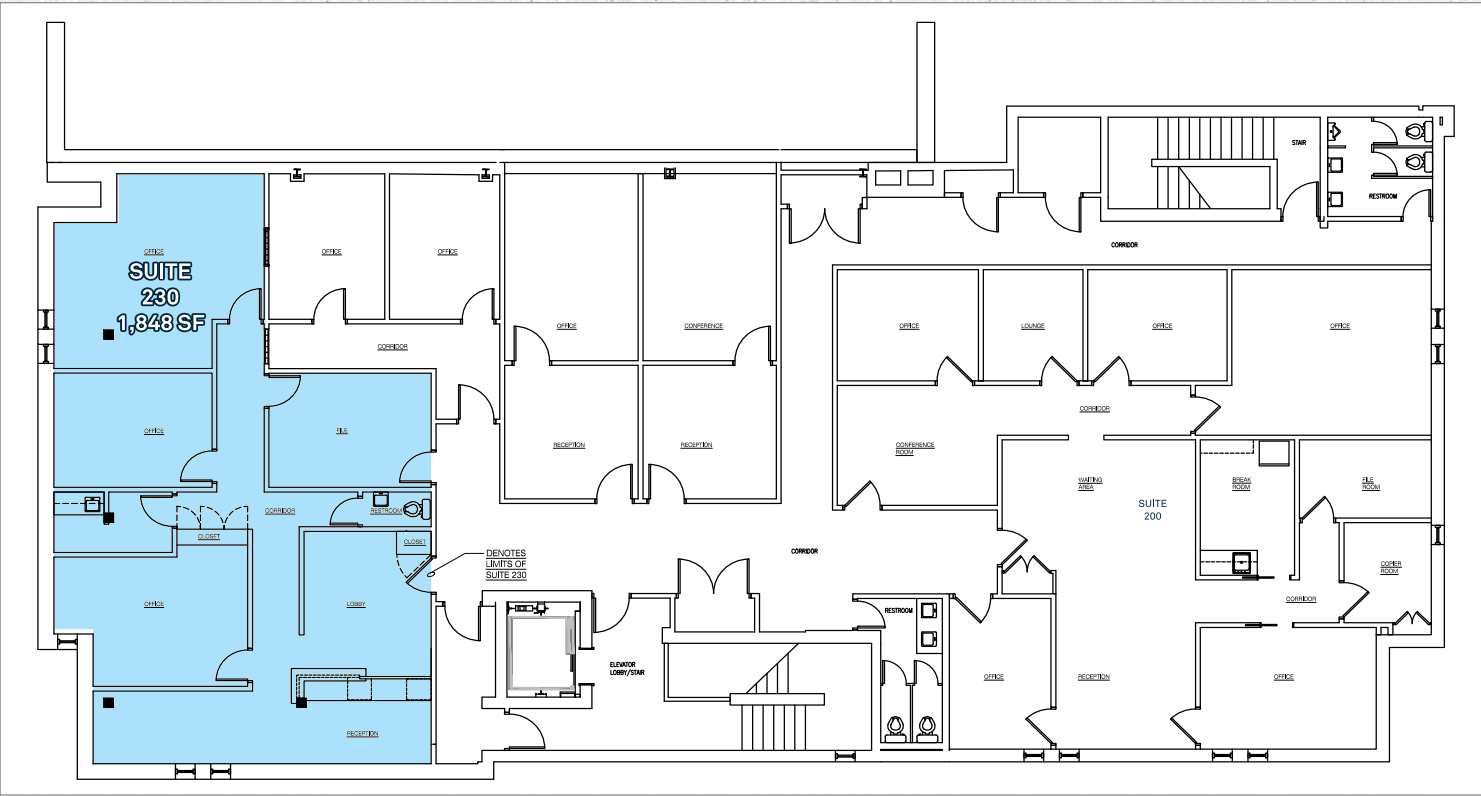 STAIR
RESTROOM
CORRIDOR
OFFICE
SUITE
230
1,848 SF
OFFICE
OFFICE
CORRIDOR
OFFICE
CONFERENCE
OFFICE
LOUNGE
OFFICE
OFFICE
CORRIDOR
OFFICE
FILE
RECEPTION
RECEPTION
CONFERENCE
ROOM
WAITING
AREA
BREAK
ROOM
FILE
ROOM
SUITE
200
CORRIDOR
RESTROOM
CLOSET
CLOSET
DENOTES
LIMITS OF
SUITE 230
CORRIDOR
COPIER
ROOM
CORRIDOR
OFFICE
LOBBY
RESTROOM
ELEVATOR
LOBBY/STAIR
OFFICE
RECEPTION
OFFICE
RECEPTION